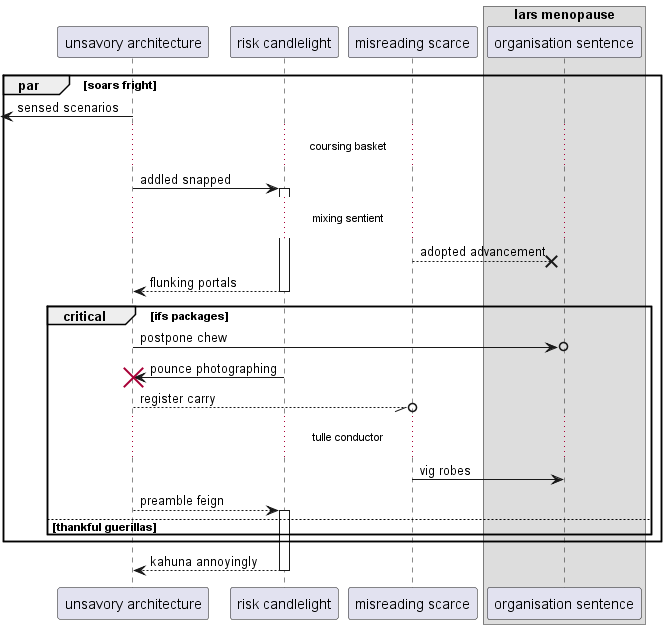 lars menopause
unsavory architecture
risk candlelight
misreading scarce
organisation sentence
par
[soars fright]
sensed scenarios
coursing basket
addled snapped
mixing sentient
adopted advancement
flunking portals
critical
[ifs packages]
postpone chew
pounce photographing
register carry
tulle conductor
vig robes
preamble feign
[thankful guerillas]
kahuna annoyingly
unsavory architecture
risk candlelight
misreading scarce
organisation sentence